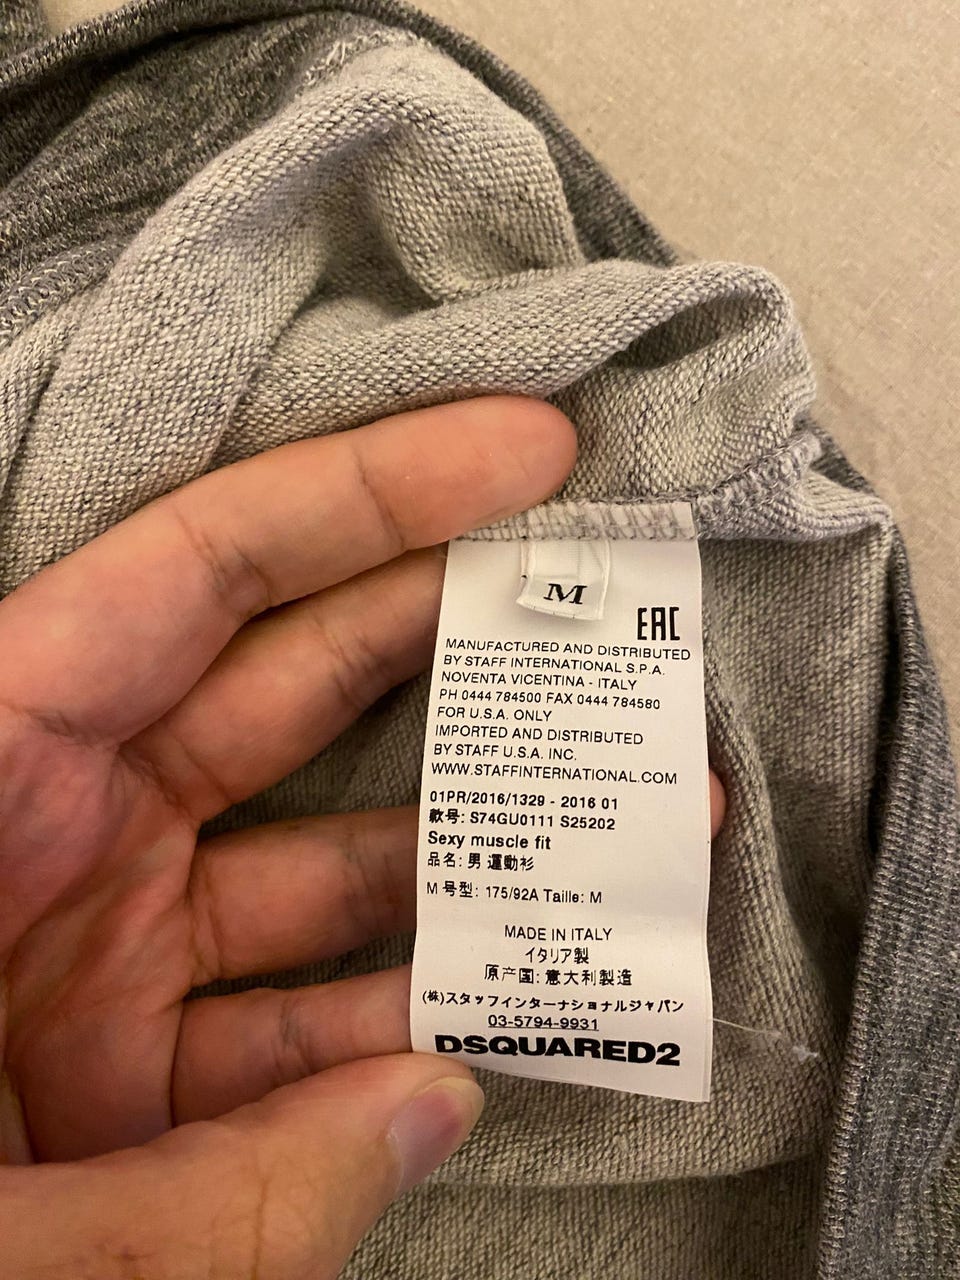 M
EAC
MANUFACTURED AND DISTRIBUTED
BY STAFF INTERNATIONAL S.P.A.
NOVENTA VICENTINA - ITALY
PH 0444 784500 FAX 0444 784580
FOR U.S.A. ONLY
IMPORTED AND DISTRIBUTED
BY STAFF U.S.A. INC.
WWW.STAFFINTERNATIONAL.COM
01PR/2016/1329 - 2016 01
款号: S74GU0111 S25202
Sexy muscle fit
品名: 男 運動衫
M 号型: 175/92A Taille: M
MADE IN ITALY
イタリア製
原产国: 意大利製造
(株)スタッフインターナショナルジャパン
03-5794-9931
DSQUARED2